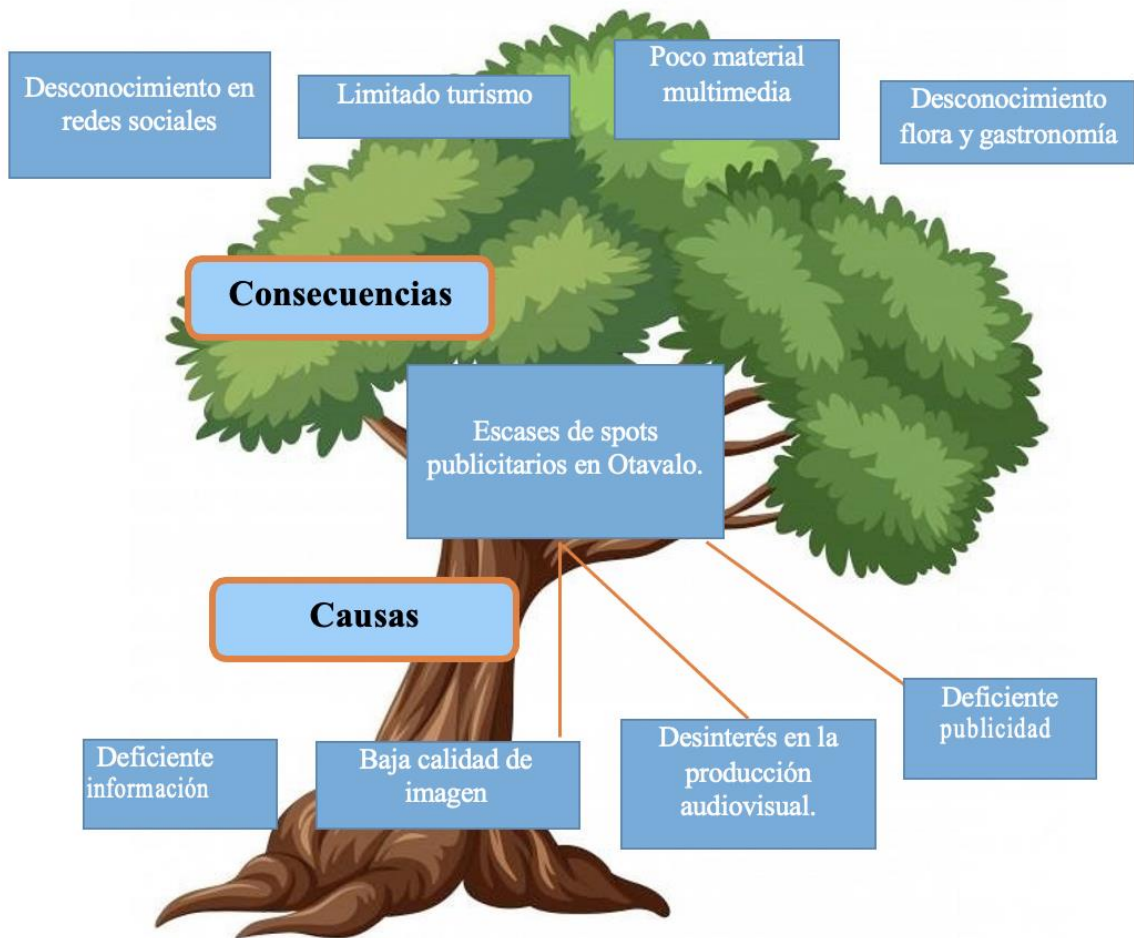 Desconocimiento en
redes sociales
Limitado turismo
Poco material
multimedia
Desconocimiento
flora y gastronomía
Consecuencias
Escases de spots
publicitarios en Otavalo.
Causas
Deficiente
información
Baja calidad de
imagen
Desinterés en la
producción
audiovisual.
Deficiente
publicidad